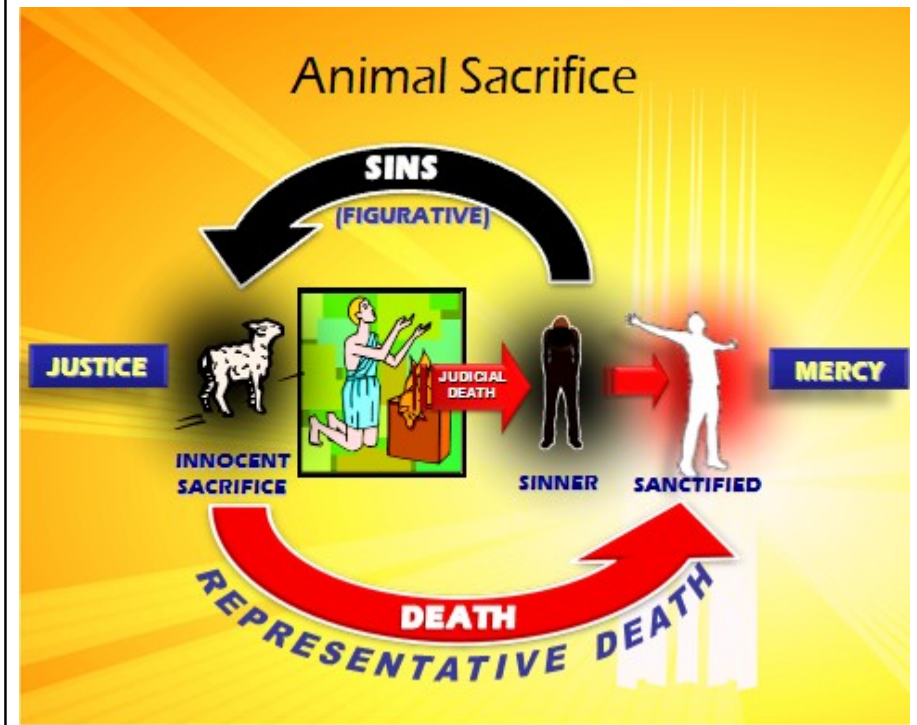 Animal Sacrifice
SINS
(FIGURATIVE)
JUSTICE
JUDICIAL
DEATH
MERCY
INNOCENT
SACRIFICE
SINNER
SANCTIFIED
DEATH
REPRESENTATIVE DEATH